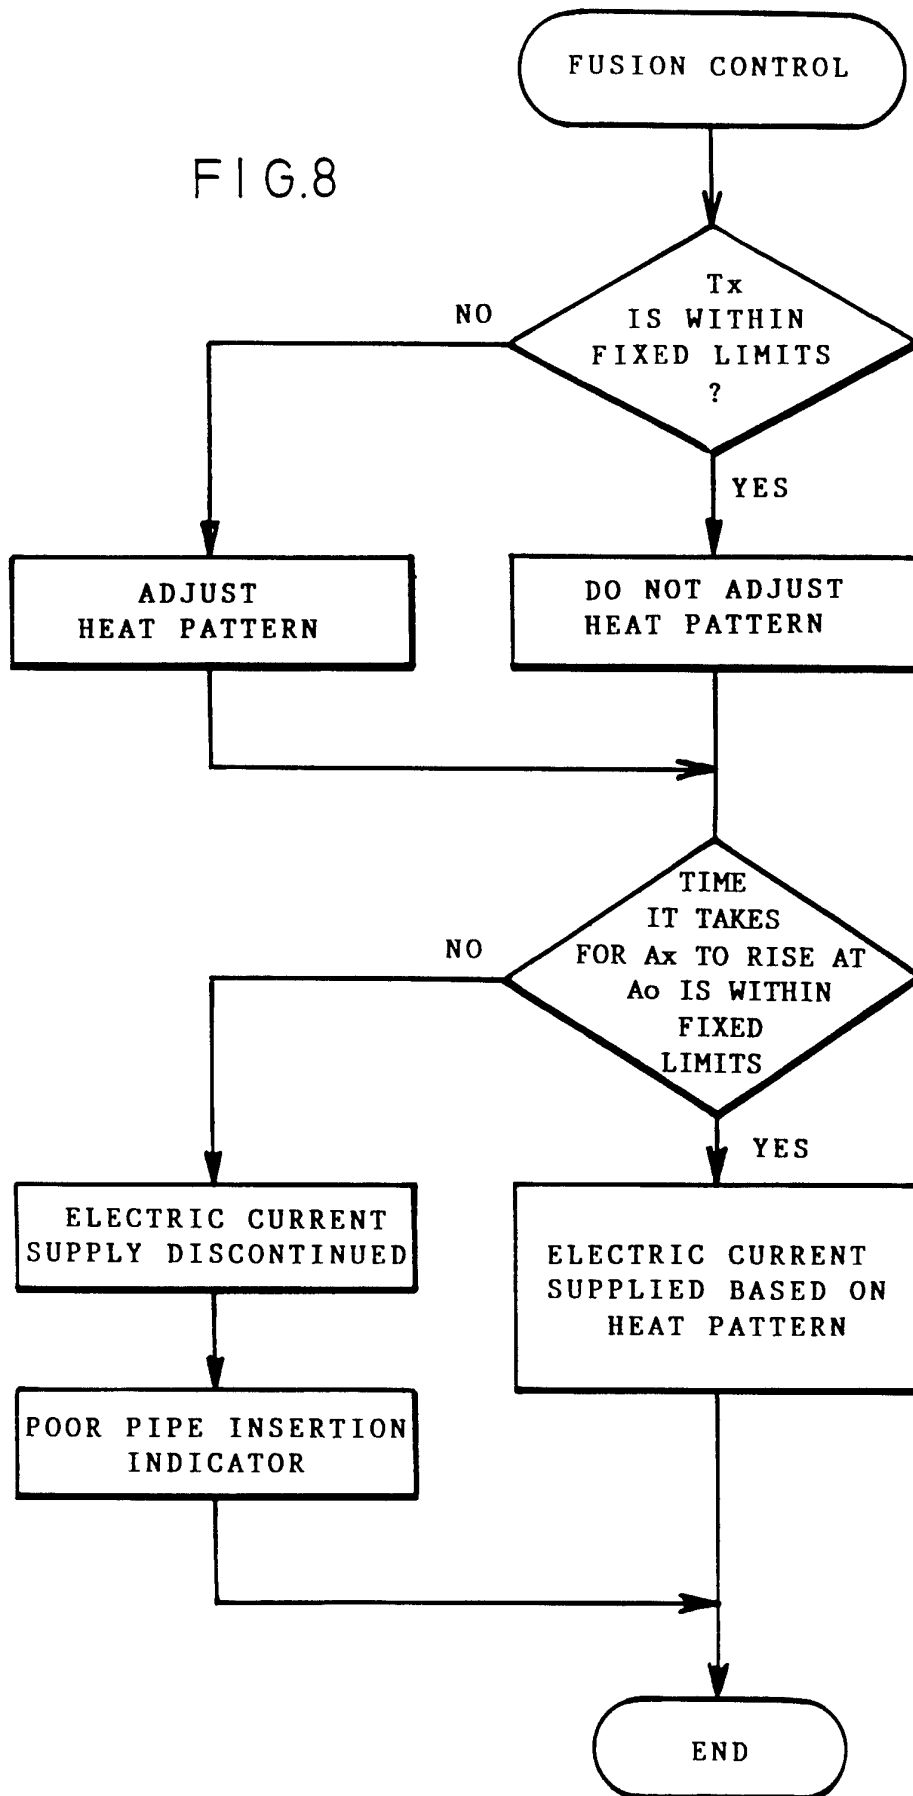 FUSION CONTROL
FIG.8
Tx
IS WITHIN
FIXED LIMITS
?
NO
YES
ADJUST
HEAT PATTERN
DO NOT ADJUST
HEAT PATTERN
TIME
IT TAKES
FOR Ax TO RISE AT
Ao IS WITHIN
FIXED
LIMITS
NO
YES
ELECTRIC CURRENT
SUPPLY DISCONTINUED
ELECTRIC CURRENT
SUPPLIED BASED ON
HEAT PATTERN
POOR PIPE INSERTION
INDICATOR
END